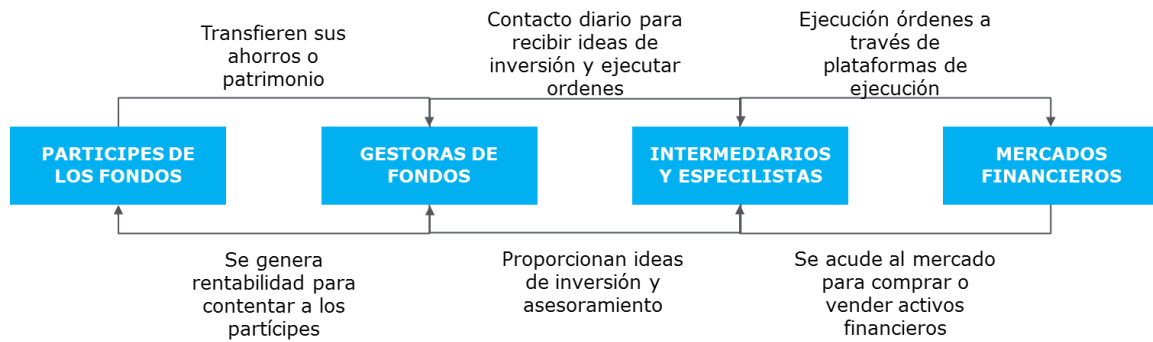 Transfieren sus
ahorros o
patrimonio
Contacto diario para
recibir ideas de
inversión y ejecutar
ordenes
Ejecución órdenes a
través de
plataformas de
ejecución
PARTICIPES DE
LOS FONDOS
GESTORAS DE
FONDOS
INTERMEDIARIOS
Y ESPECILISTAS
MERCADOS
FINANCIEROS
Se genera
rentabilidad para
contentar a los
partícipes
Proporcionan ideas
de inversión y
asesoramiento
Se acude al mercado
para comprar o
vender activos
financieros